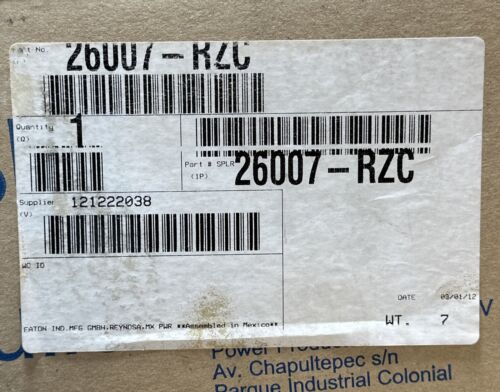 Part No. 26007-RZC
Quantity 1
(Q)
Part # SPLR 26007-RZC
(1P)
Supplier 121222038
(V)
WC ID
DATE 03/01/12
WT. 7
EATON IND.MFG GMBH.REYNOSA.MX PWR **Assembled in Mexico**
Power
Av. Chapultepec s/n
Parque Industrial Colonial